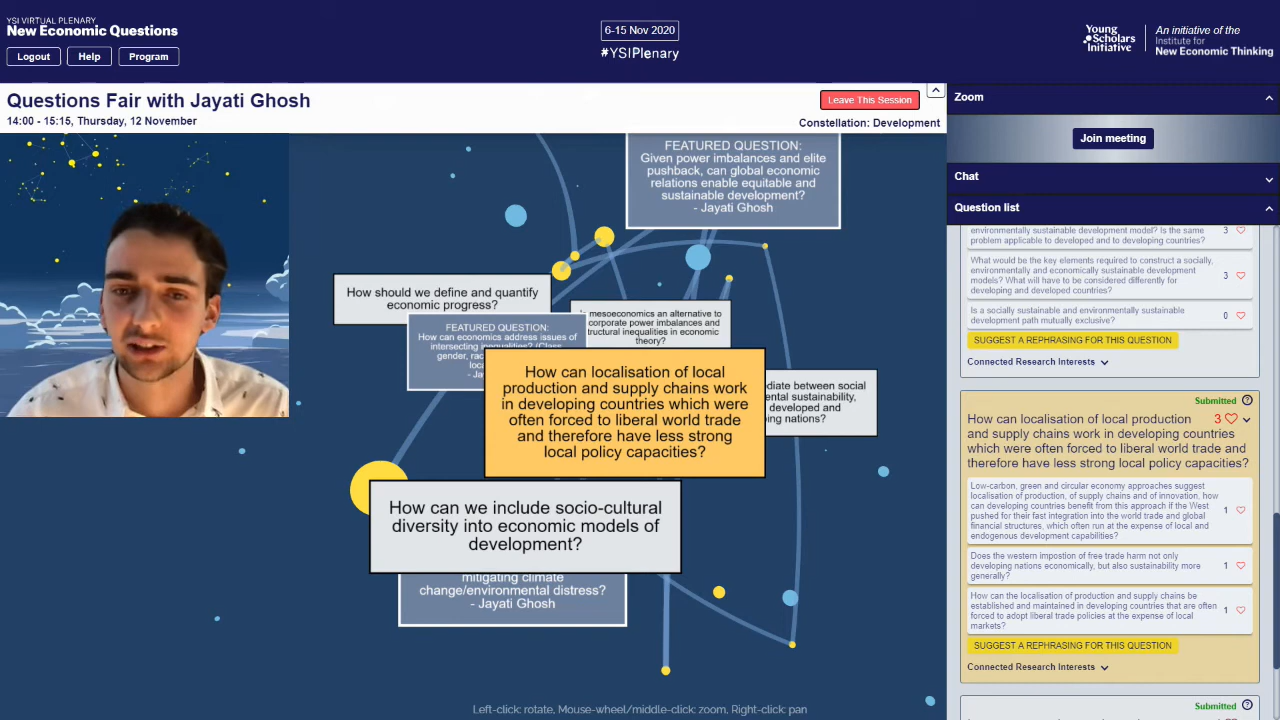 YSI VIRTUAL PLENARY
New Economic Questions
Logout
Help
Program
6-15 Nov 2020
#YSIPlenary
Young
Scholars
Initiative
An initiative of the
Institute for
New Economic Thinking
Questions Fair with Jayati Ghosh
14:00 - 15:15, Thursday, 12 November
Leave This Session
Constellation: Development
FEATURED QUESTION:
Given power imbalances and elite
pushback, can global economic
relations enable equitable and
sustainable development?
- Jayati Ghosh
How should we define and quantify
economic progress?
mesoeconomics an alternative to
corporate power imbalances and
structural inequalities in economic
theory?
FEATURED QUESTION:
How can economics address issues of
intersecting inequalities? (Class
gender,
How can localisation of local
production and supply chains work
in developing countries which were
often forced to liberal world trade
and therefore have less strong
local policy capacities?
between social
sustainability,
developed and
nations?
How can we include socio-cultural
diversity into economic models of
development?
mitigating climate
change/environmental distress?
- Jayati Ghosh
Left-click: rotate, Mouse-wheel/middle-click: zoom, Right-click: pan
Zoom
Join meeting
Chat
Question list
environmentally sustainable development model? Is the same
problem applicable to developed and to developing countries?
3
What would be the key elements required to construct a socially,
environmentally and economically sustainable development
models? What will have to be considered differently for
developing and developed countries?
3
Is a socially sustainable and environmentally sustainable
development path mutually exclusive?
0
SUGGEST A REPHRASING FOR THIS QUESTION
Connected Research Interests
Submitted
How can localisation of local production
and supply chains work in developing countries
which were often forced to liberal world trade and
therefore have less strong local policy capacities?
3
Low-carbon, green and circular economy approaches suggest
localisation of production, of supply chains and of innovation, how
can developing countries benefit from this approach if the West
pushed for their fast integration into the world trade and global
financial structures, which often run at the expense of local and
endogenous development capabilities?
1
Does the western impostion of free trade harm not only
developing nations economically, but also sustainability more
generally?
1
How can the localisation of production and supply chains be
established and maintained in developing countries that are often
forced to adopt liberal trade policies at the expense of local
markets?
1
SUGGEST A REPHRASING FOR THIS QUESTION
Connected Research Interests
Submitted